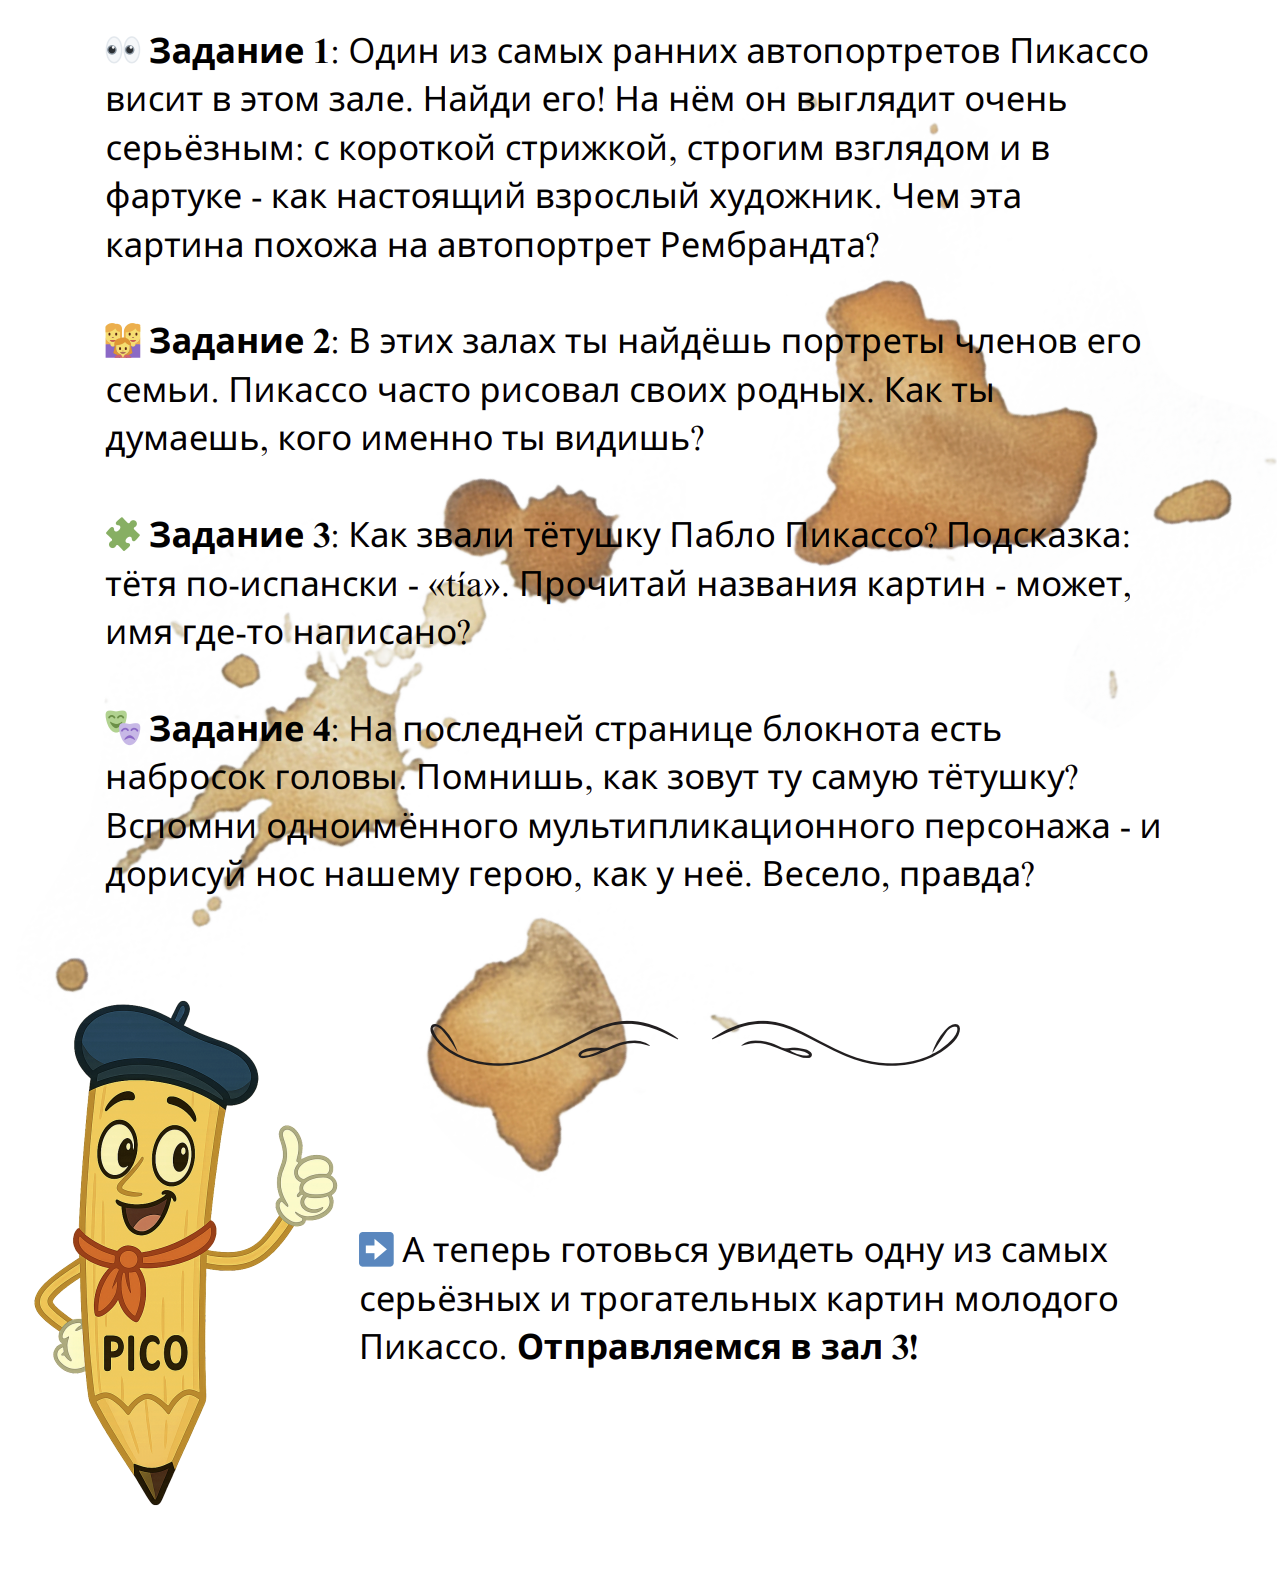 👀 Задание 1: Один из самых ранних автопортретов Пикассо
висит в этом зале. Найди его! На нём он выглядит очень
серьёзным: с короткой стрижкой, строгим взглядом и в
фартуке - как настоящий взрослый художник. Чем эта
картина похожа на автопортрет Рембрандта?
Задание 2: В этих залах ты найдёшь портреты членов его
семьи. Пикассо часто рисовал своих родных. Как ты
думаешь, кого именно ты видишь?
🧩 Задание 3: Как звали тётушку Пабло Пикассо? Подсказка:
тётя по-испански - «tía». Прочитай названия картин - может,
имя где-то написано?
🎭 Задание 4: На последней странице блокнота есть
набросок головы. Помнишь, как зовут ту самую тётушку?
Вспомни одноимённого мультипликационного персонажа - и
дорисуй нос нашему герою, как у неё. Весело, правда?
PICO
➡️ А теперь готовься увидеть одну из самых
серьёзных и трогательных картин молодого
Пикассо. Отправляемся в зал 3!